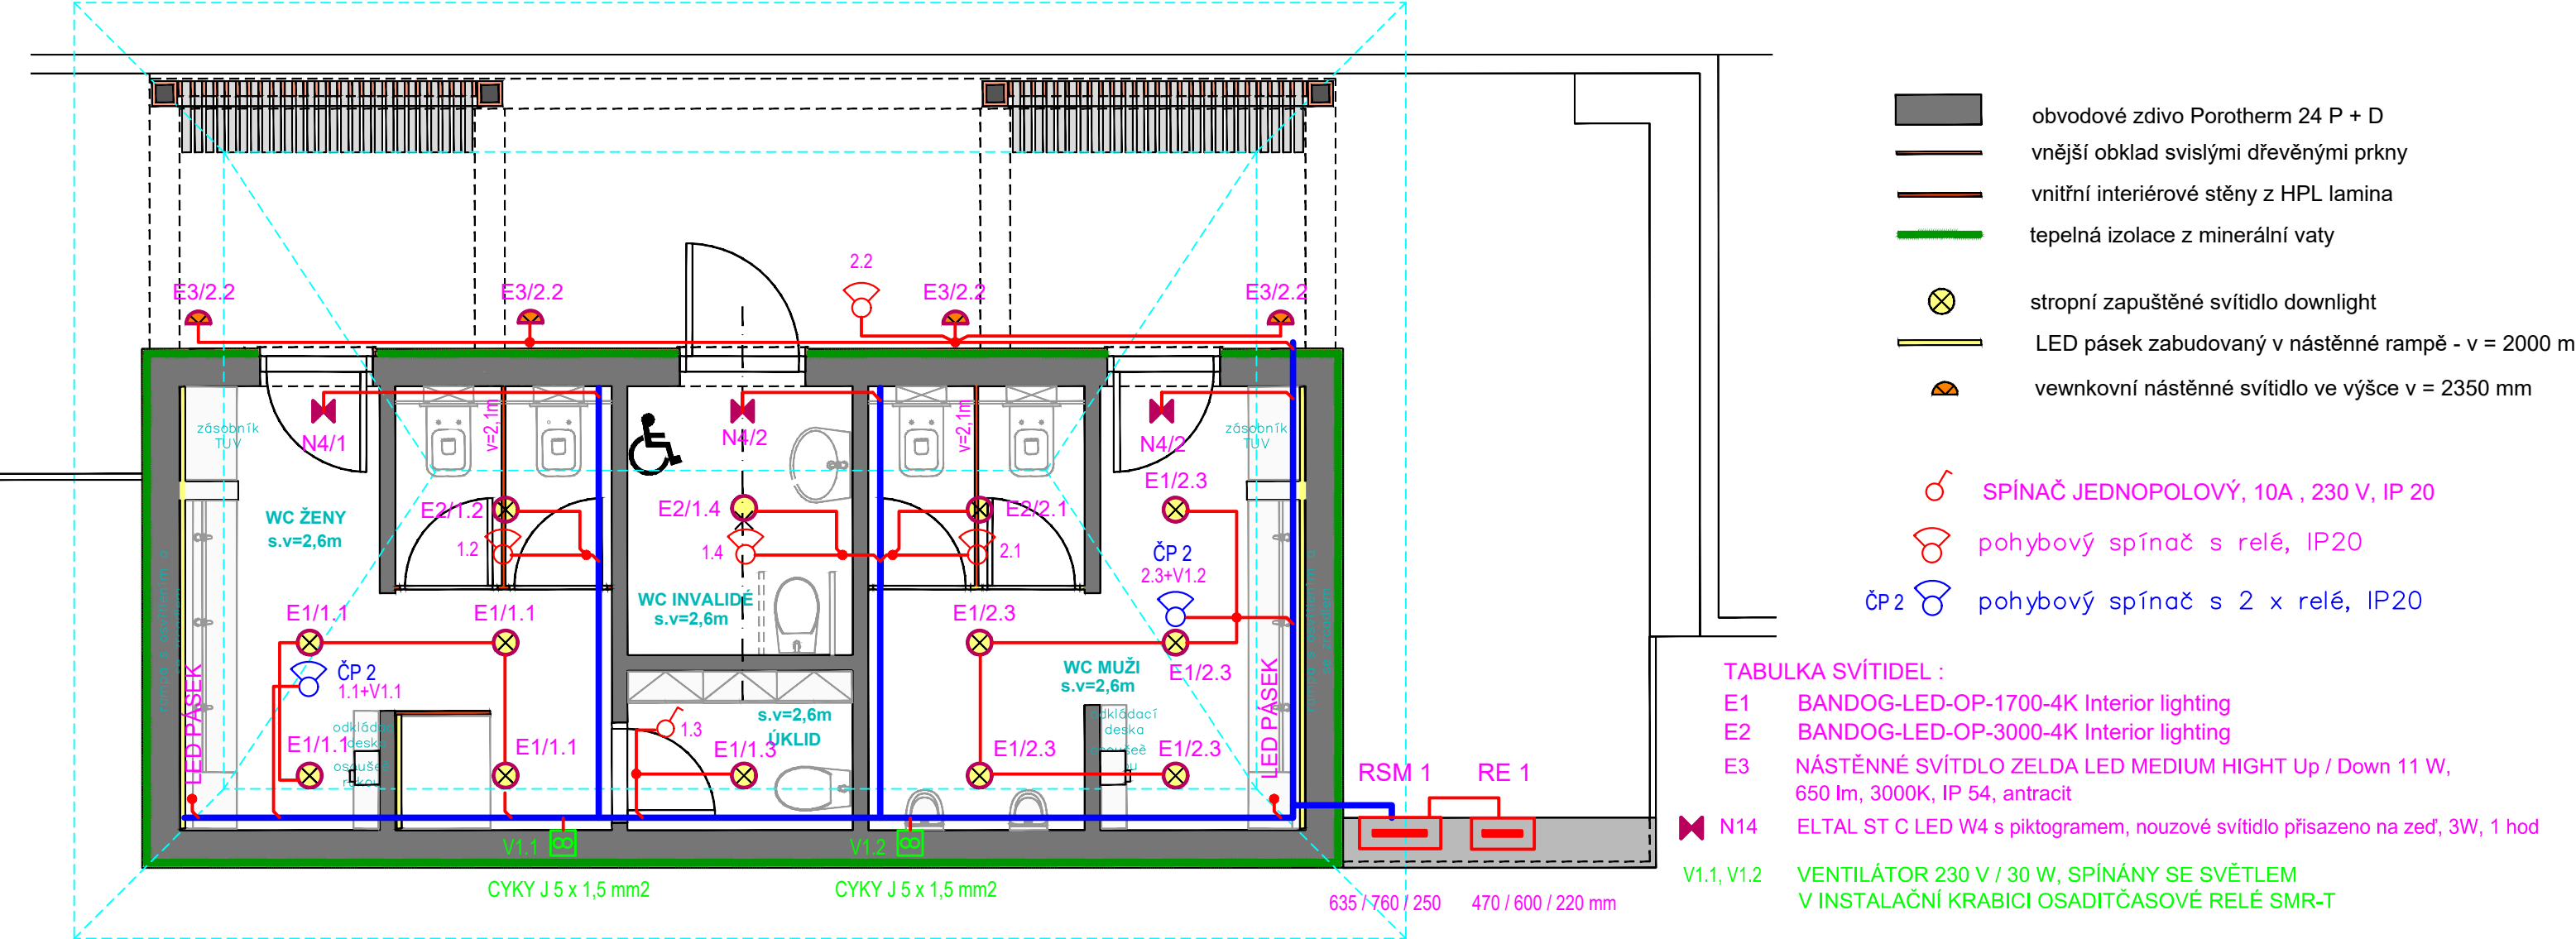 2.2
E3/2.2
E3/2.2
E3/2.2
E3/2.2
zásobník
TUV
N4/1
v=2,1m
N4/2
v=2,1m
N4/2
zásobník
TUV
E1/2.3
E2/1.2
E2/1.4
E2/2.1
WC ŽENY
s.v=2,6m
1.2
1.4
2.1
ČP 2
2.3+V1.2
WC INVALIDÉ
s.v=2,6m
E1/1.1
E1/1.1
E1/2.3
ČP 2
1.1+V1.1
WC MUŽI
s.v=2,6m
E1/2.3
LED PÁSEK
LED PÁSEK
odkládací
deska
s.v=2,6m
ÚKLID
1.3
E1/1.1
E1/1.1
E1/1.3
E1/2.3
E1/2.3
RSM 1
RE 1
V1.1
V1.2
CYKY J 5 x 1,5 mm2
CYKY J 5 x 1,5 mm2
635 / 760 / 250
470 / 600 / 220 mm
obvodové zdivo Porotherm 24 P + D
vnější obklad svislými dřevěnými prkny
vnitřní interiérové stěny z HPL lamina
tepelná izolace z minerální vaty
stropní zapuštěné svítidlo downlight
LED pásek zabudovaný v nástěnné rampě - v = 2000 m
vewnkovní nástěnné svítidlo ve výšce v = 2350 mm
SPÍNAČ JEDNOPOLOVÝ, 10A , 230 V, IP 20
pohybový spínač s relé, IP20
ČP 2 pohybový spínač s 2 x relé, IP20
TABULKA SVÍTIDEL :
E1 BANDOG-LED-OP-1700-4K Interior lighting
E2 BANDOG-LED-OP-3000-4K Interior lighting
E3 NÁSTĚNNÉ SVÍTDLO ZELDA LED MEDIUM HIGHT Up / Down 11 W,
650 lm, 3000K, IP 54, antracit
N14 ELTAL ST C LED W4 s piktogramem, nouzové svítidlo přisazeno na zeď, 3W, 1 hod
V1.1, V1.2 VENTILÁTOR 230 V / 30 W, SPÍNÁNY SE SVĚTLEM
V INSTALAČNÍ KRABICI OSADITČASOVÉ RELÉ SMR-T